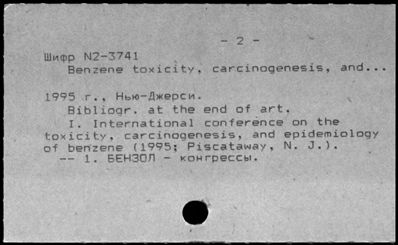 - 2 -
Шифр N2-3741
Benzene toxicity, carcinogenesis, and...
1995 г., Нью-Джерси.
Bibliogr. at the end of art.
I. International conference on the
toxicity, carcinogenesis, and epidemiology
of benzene (1995; Piscataway, N. J.).
-- 1. БЕНЗОЛ - конгрессы.